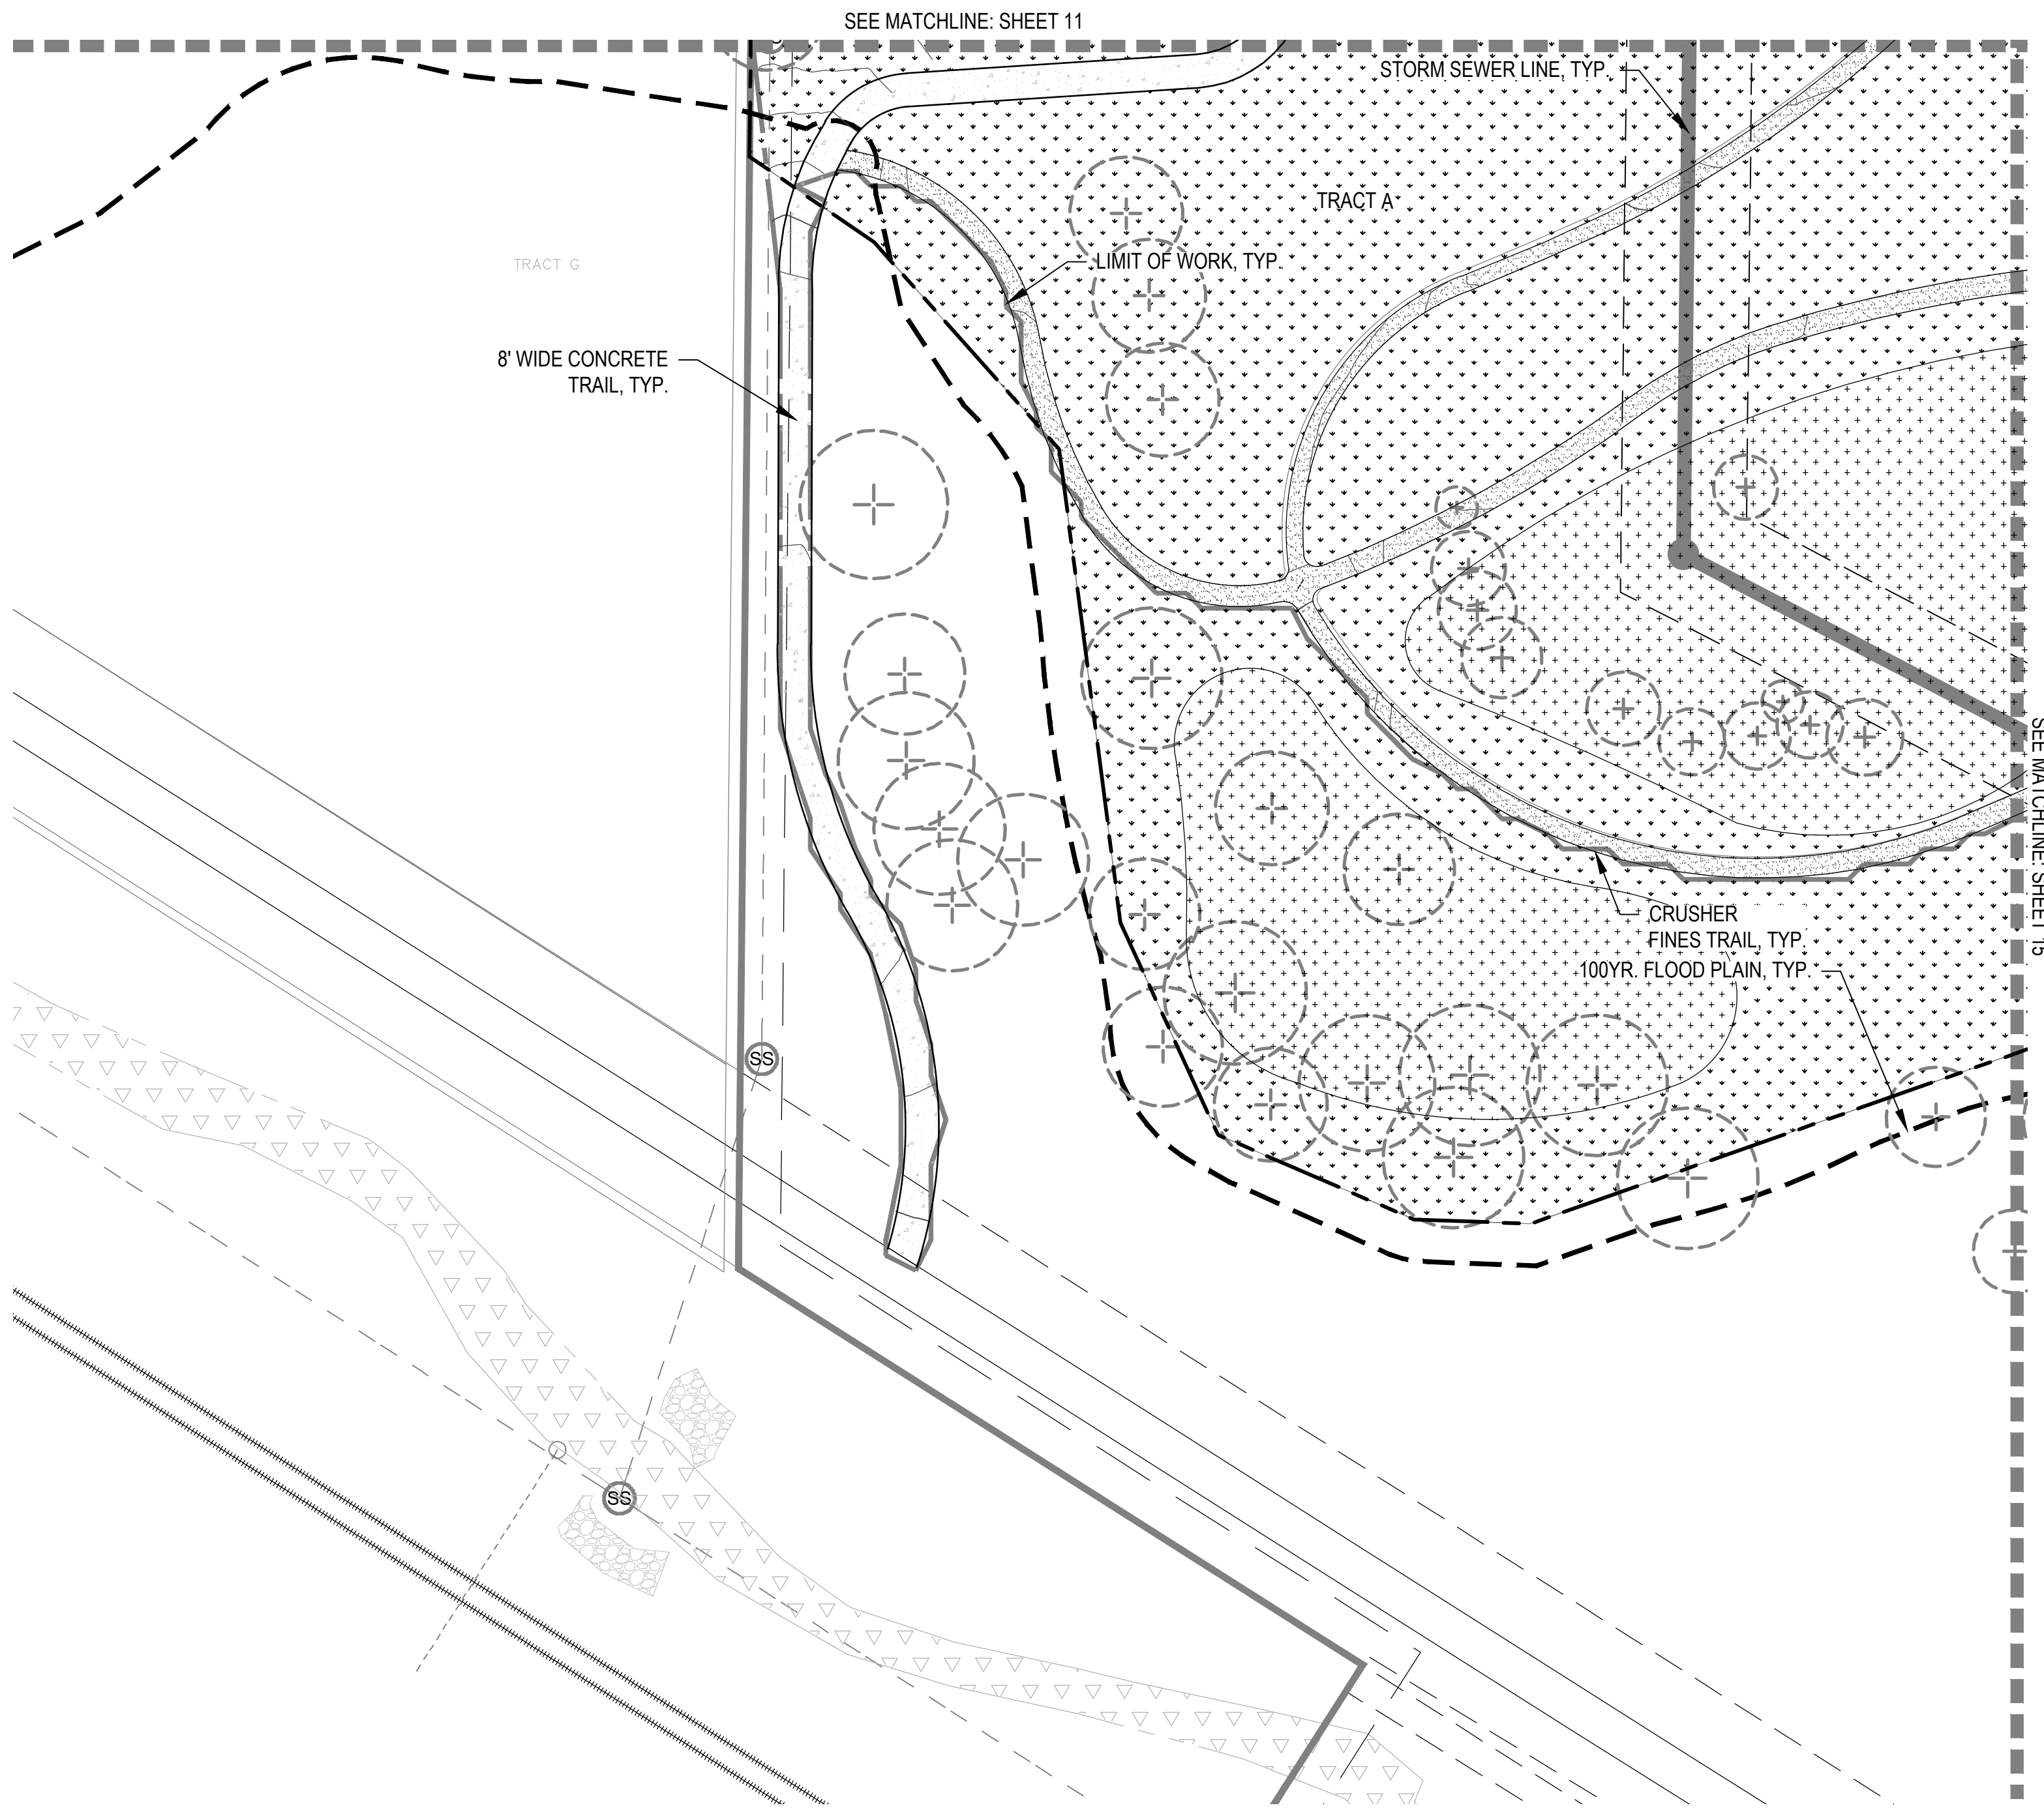 SEE MATCHLINE: SHEET 11
STORM SEWER LINE, TYP.
TRACT A
LIMIT OF WORK, TYP.
TRACT G
8' WIDE CONCRETE
TRAIL, TYP.
SEE MATCHLINE: SHEET 15
CRUSHER
FINES TRAIL, TYP.
100YR. FLOOD PLAIN, TYP.
SS
SS